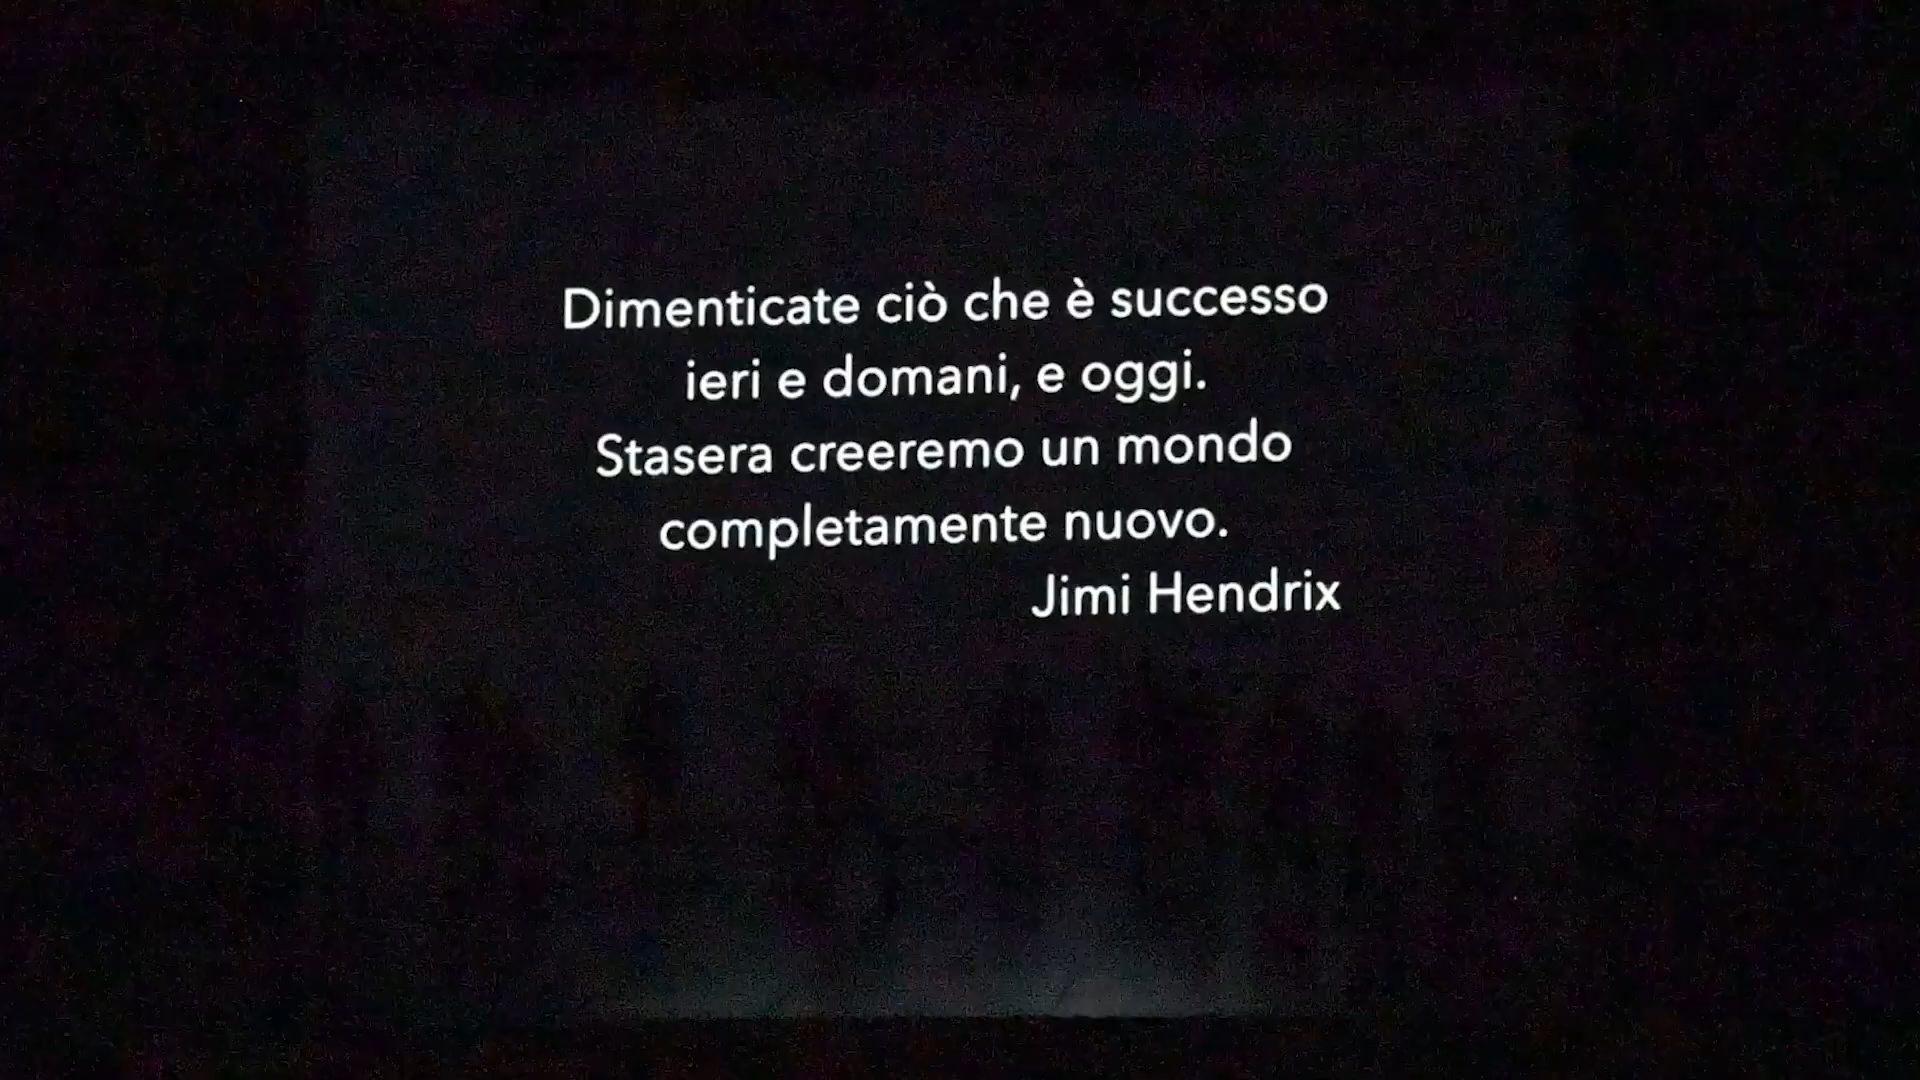 Dimenticate ciò che è successo
ieri e domani, e oggi.
Stasera creeremo un mondo
completamente nuovo.
Jimi Hendrix